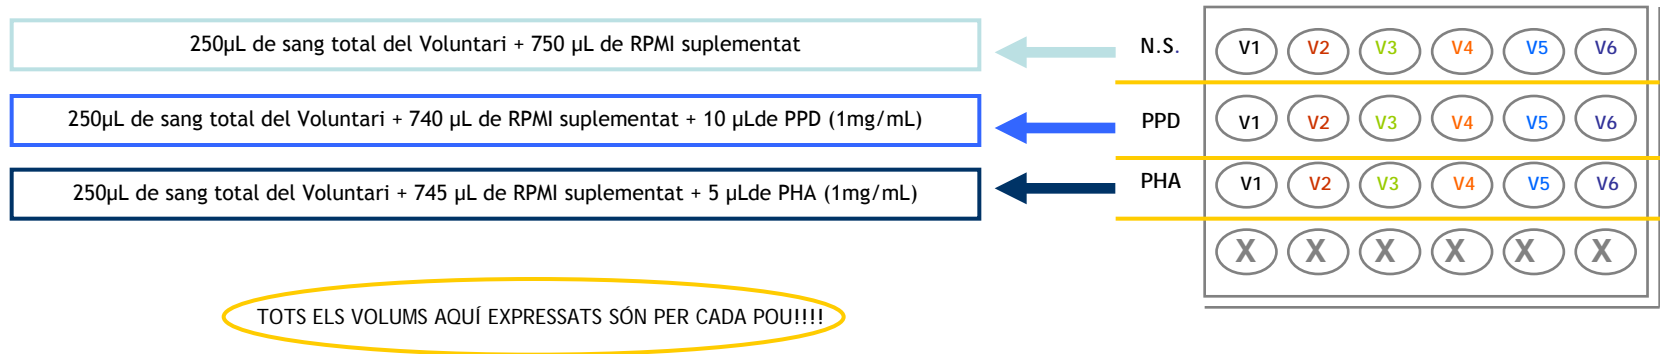 250µL de sang total del Voluntari + 750 µL de RPMI suplementat
N.S.
V1 V2 V3 V4 V5 V6
250µL de sang total del Voluntari + 740 µL de RPMI suplementat + 10 µLde PPD (1mg/mL)
PPD
V1 V2 V3 V4 V5 V6
250µL de sang total del Voluntari + 745 µL de RPMI suplementat + 5 µLde PHA (1mg/mL)
PHA
V1 V2 V3 V4 V5 V6
X X X X X X
TOTS ELS VOLUMS AQUÍ EXPRESSATS SÓN PER CADA POU!!!!